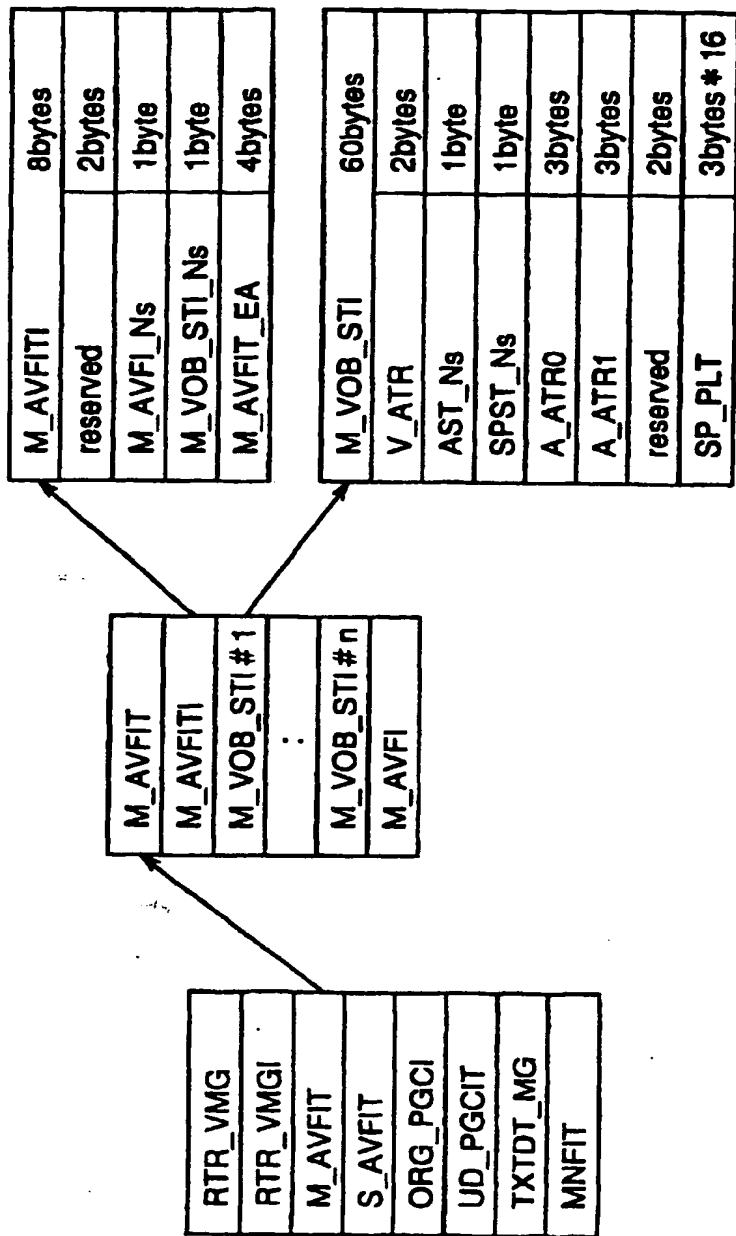 RTR_VMG
RTR_VMGI
M_AVFIT
S_AVFIT
ORG_PGCI
UD_PGCIT
TXTDT_MG
MNFIT
M_AVFIT
M_AVFITI
M_VOB_STI#1
:
M_VOB_STI#n
M_AVFI
M_AVFITI 8bytes
reserved 2bytes
M_AVFI_Ns 1byte
M_VOB_STI_Ns 1byte
M_AVFIT_EA 4bytes
M_VOB_STI 60bytes
V_ATR 2bytes
AST_Ns 1byte
SPST_Ns 1byte
A_ATR0 3bytes
A_ATR1 3bytes
reserved 2bytes
SP_PLT 3bytes*16